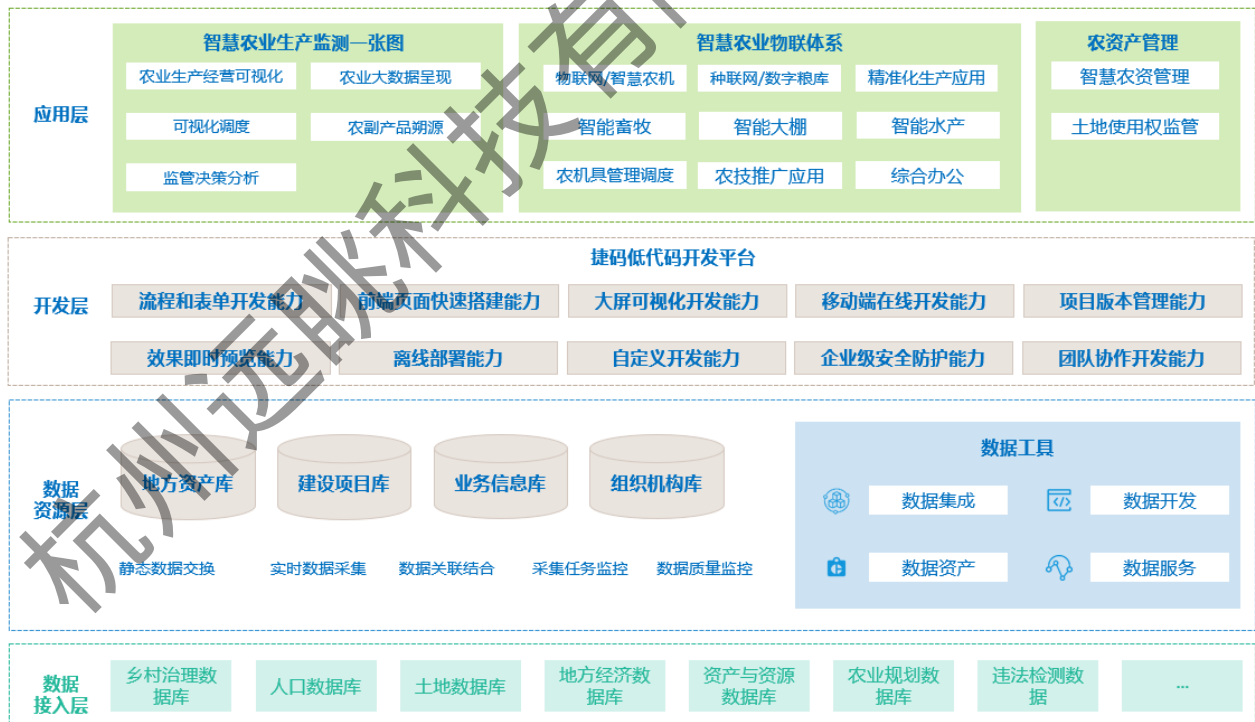 智慧农业生产监测一张图
智慧农业物联体系
农资产管理
应用层
农业生产经营可视化
农业大数据呈现
物联网/智慧农机
种联网/数字粮库
精准化生产应用
智慧农资管理
可视化调度
农副产品朔源
智能畜牧
智能大棚
智能水产
土地使用权监管
监管决策分析
农机具管理调度
农技推广应用
综合办公
捷码低代码开发平台
开发层
流程和表单开发能力
前端页面快速搭建能力
大屏可视化开发能力
移动端在线开发能力
项目版本管理能力
效果即时预览能力
离线部署能力
自定义开发能力
企业级安全防护能力
团队协作开发能力
数据
资源层
地方资产库
建设项目库
业务信息库
组织机构库
数据工具
数据集成
数据开发
数据资产
数据服务
静态数据交换
实时数据采集
数据关联结合
采集任务监控
数据质量监控
数据
接入层
乡村治理数
据库
人口数据库
土地数据库
地方经济数
据库
资产与资源
数据库
农业规划数
据库
违法检测数
据
...
杭州远眺科技有